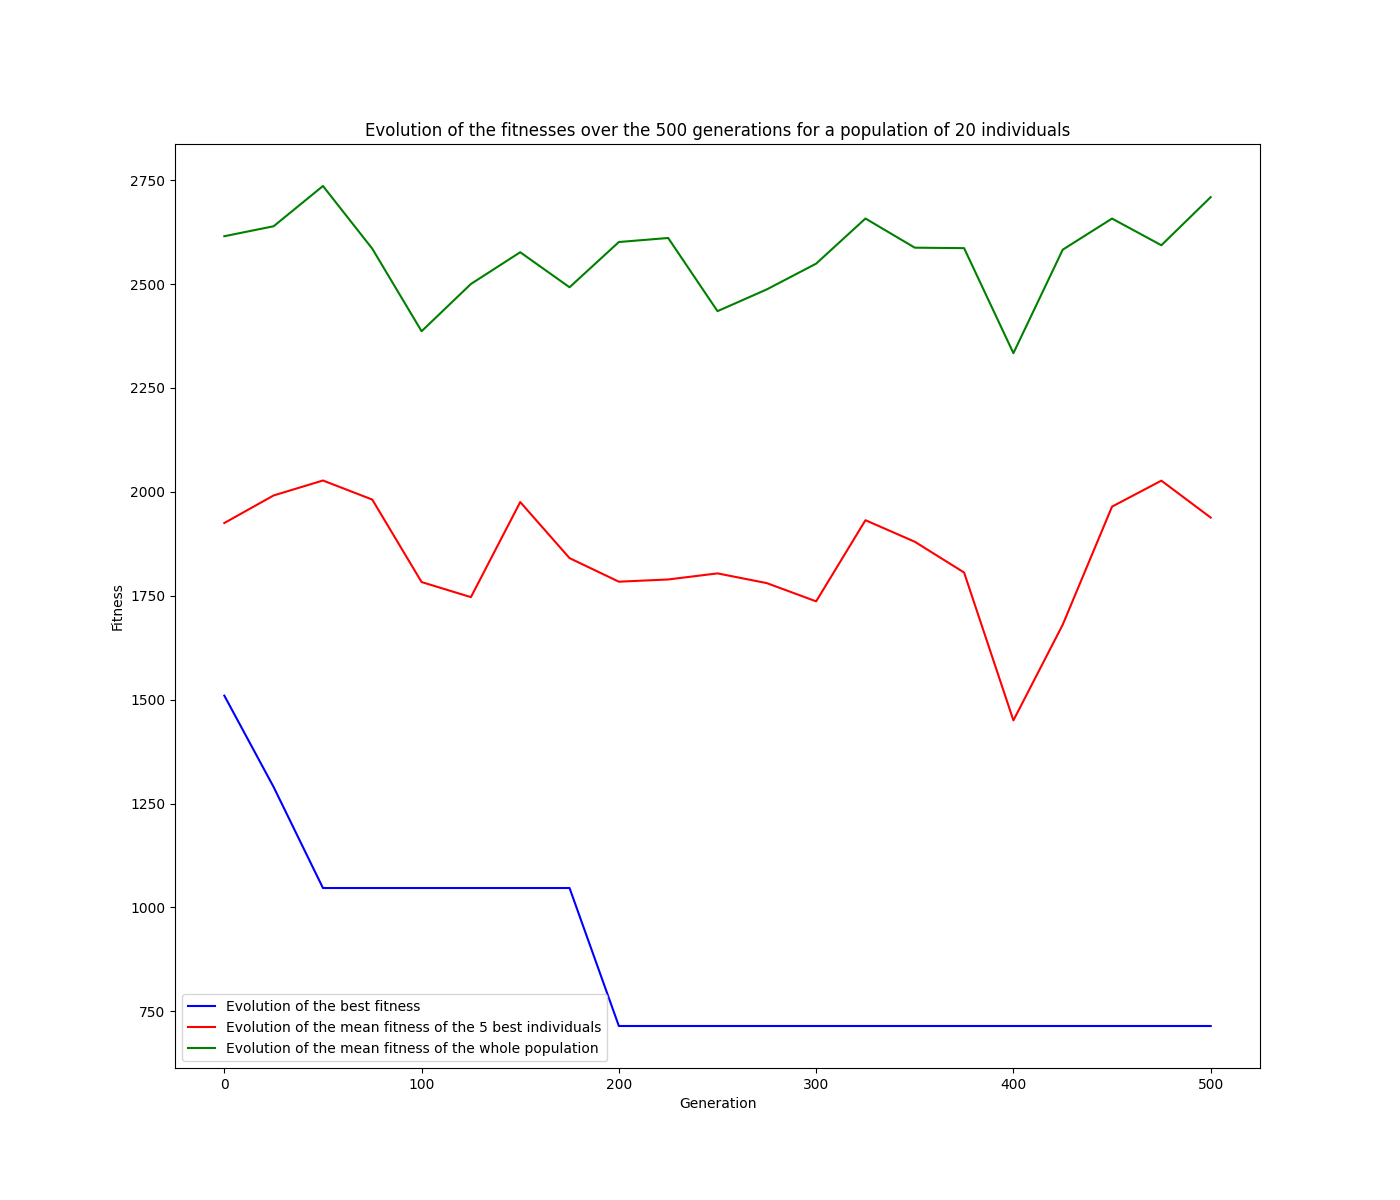 Evolution of the fitnesses over the 500 generations for a population of 20 individuals
2750
2500
2250
2000
1750
1500
1250
1000
750
Fitness
Evolution of the best fitness
Evolution of the mean fitness of the 5 best individuals
Evolution of the mean fitness of the whole population
0 100 200 300 400 500
Generation